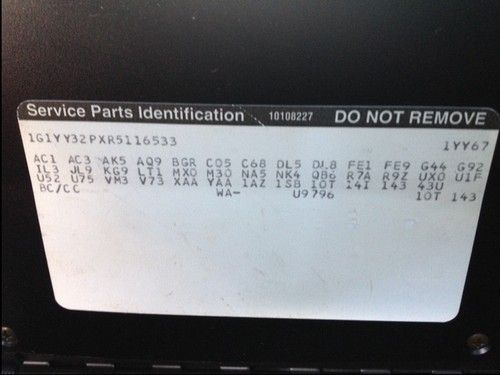 Service Parts Identification 10108227 DO NOT REMOVE
1G1YY32PXR5116533 1YY67
AC1 AC3 AK5 AQ9 BGR C05 C68 DL5 DL8 FE1 FE9 G44 G92
IL3 JL9 KG9 LT1 MX0 M30 NA5 NK4 QB6 R7A R9Z UX0 U1F
U52 U75 VM3 V73 XAA YAA 1AZ 1SB 10T 14I 143 43U
BC/CC WA- U9796 10T 143